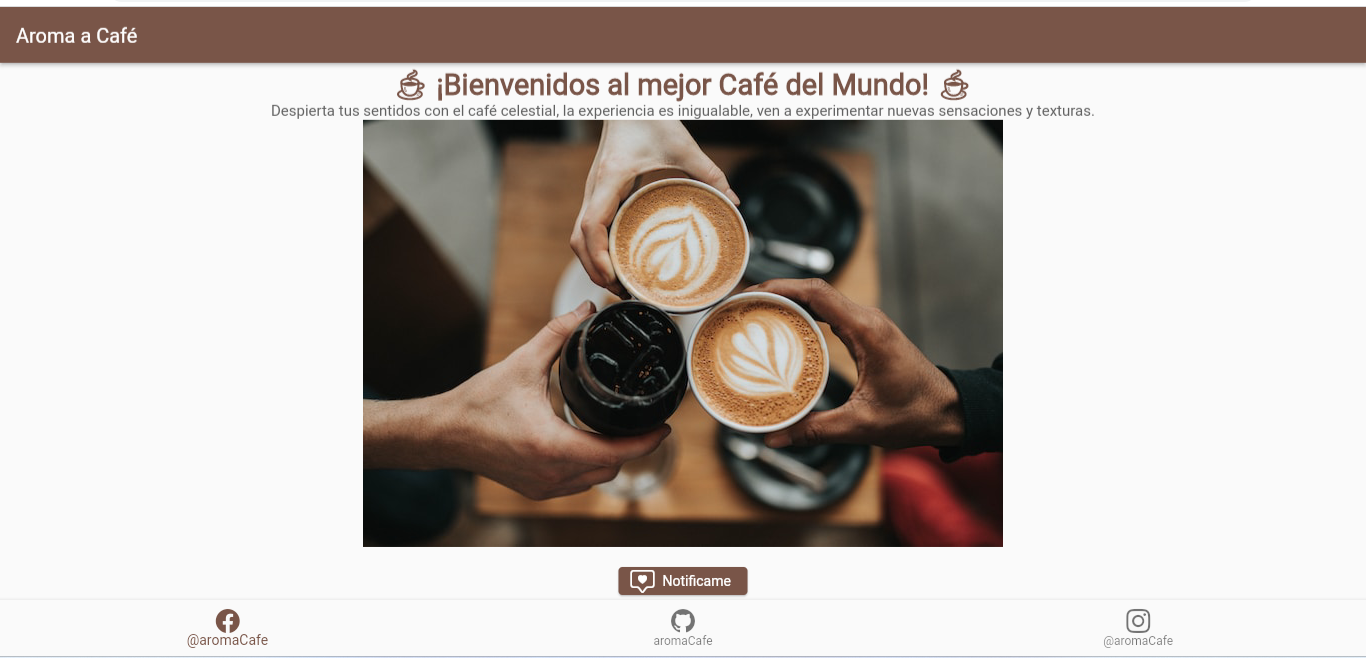 Aroma a Café
¡Bienvenidos al mejor Café del Mundo!
Despierta tus sentidos con el café celestial, la experiencia es inigualable, ven a experimentar nuevas sensaciones y texturas.
Notificame
@aromaCafe
aromaCafe
@aromaCafe